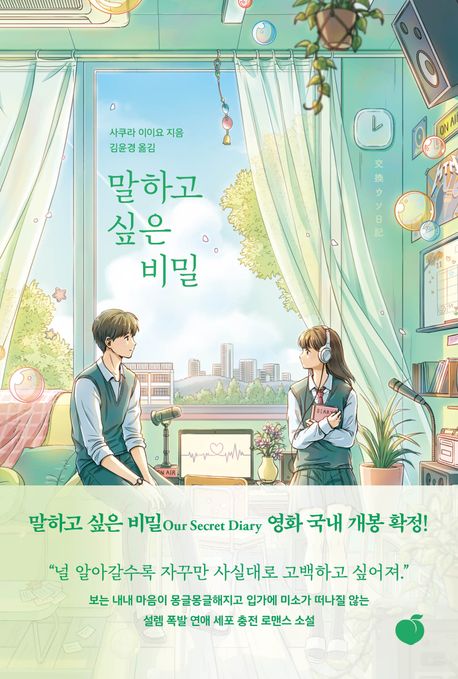 ON AIR
사쿠라 이이요 지음
김윤경 옮김
말하고
싶은
비밀
交換ウソ日記
DIARY
ON AIR
말하고 싶은 비밀Our Secret Diary 영화 국내 개봉 확정!
“널 알아갈수록 자꾸만 사실대로 고백하고 싶어져.”
보는 내내 마음이 몽글몽글해지고 입가에 미소가 떠나질 않는
설렘 폭발 연애 세포 충전 로맨스 소설